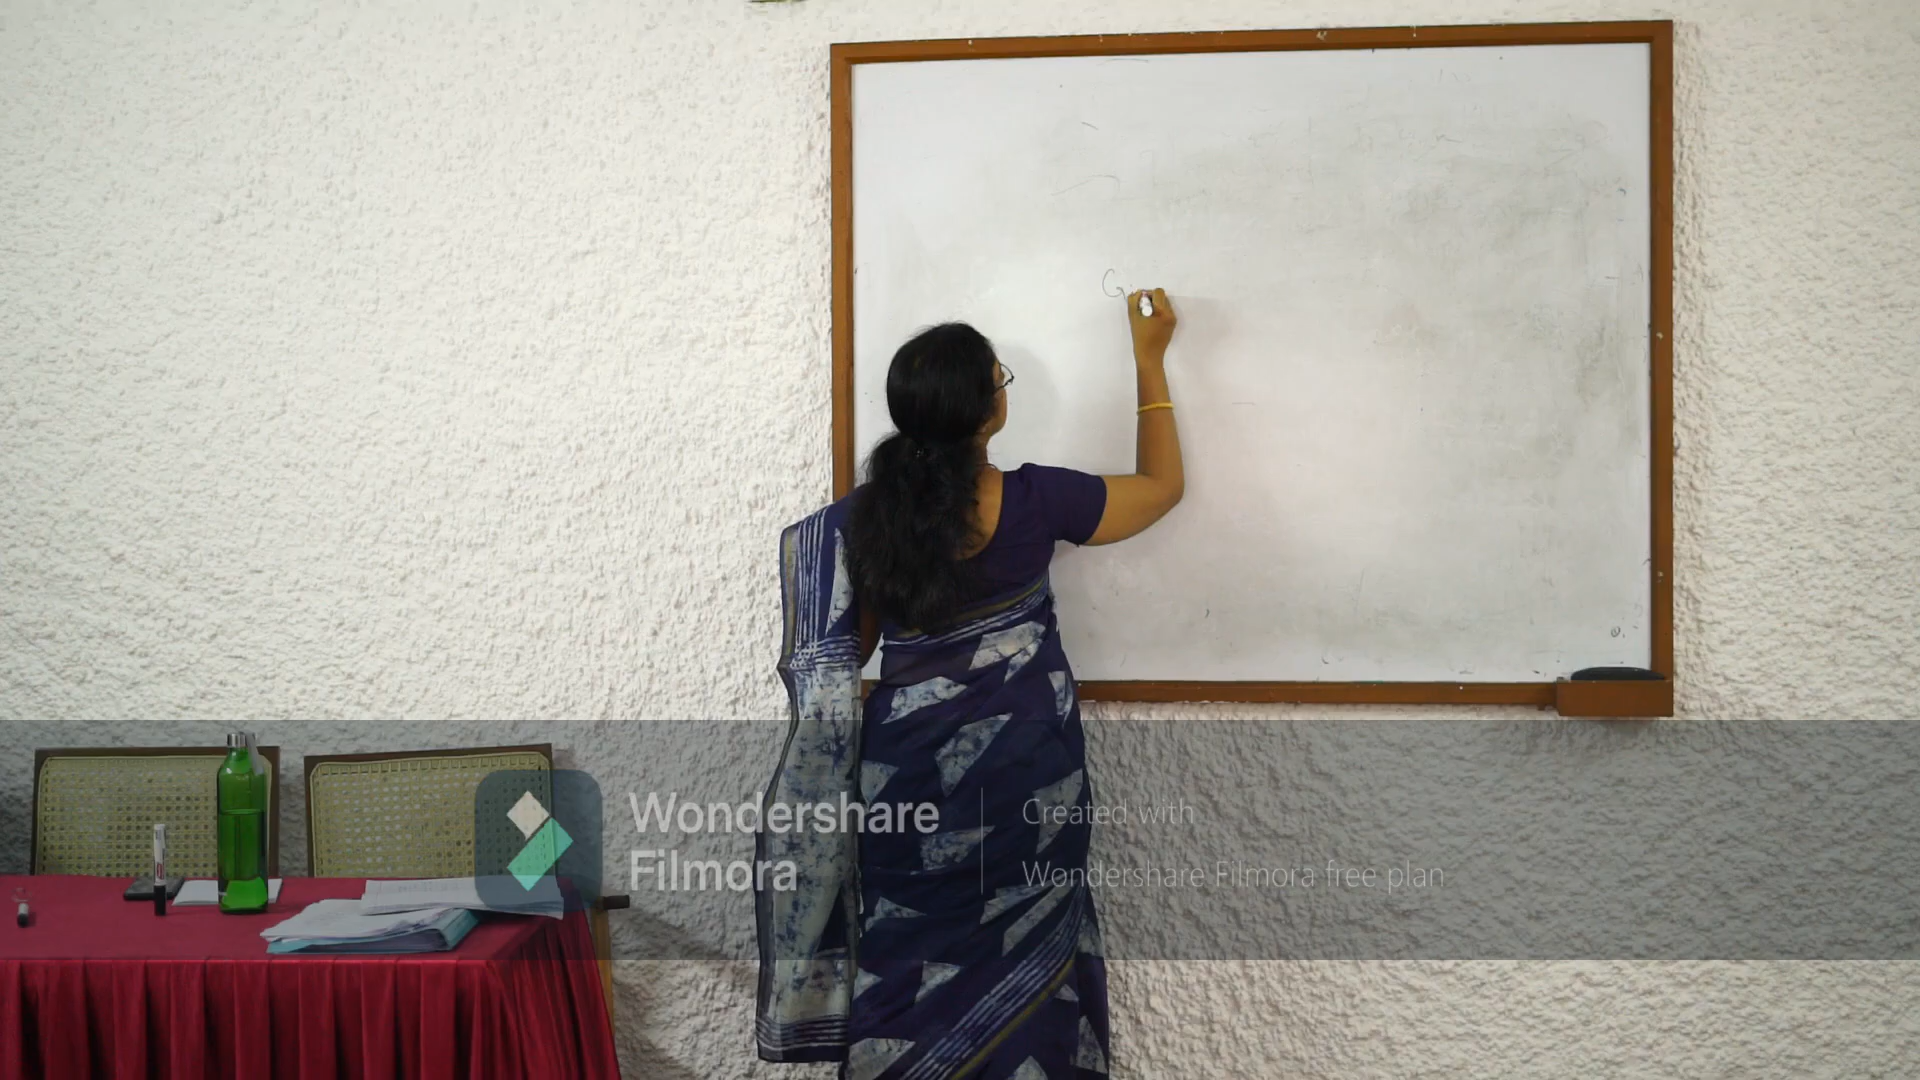 G
Wondershare
Filmora
Created with
Wondershare Filmora free plan